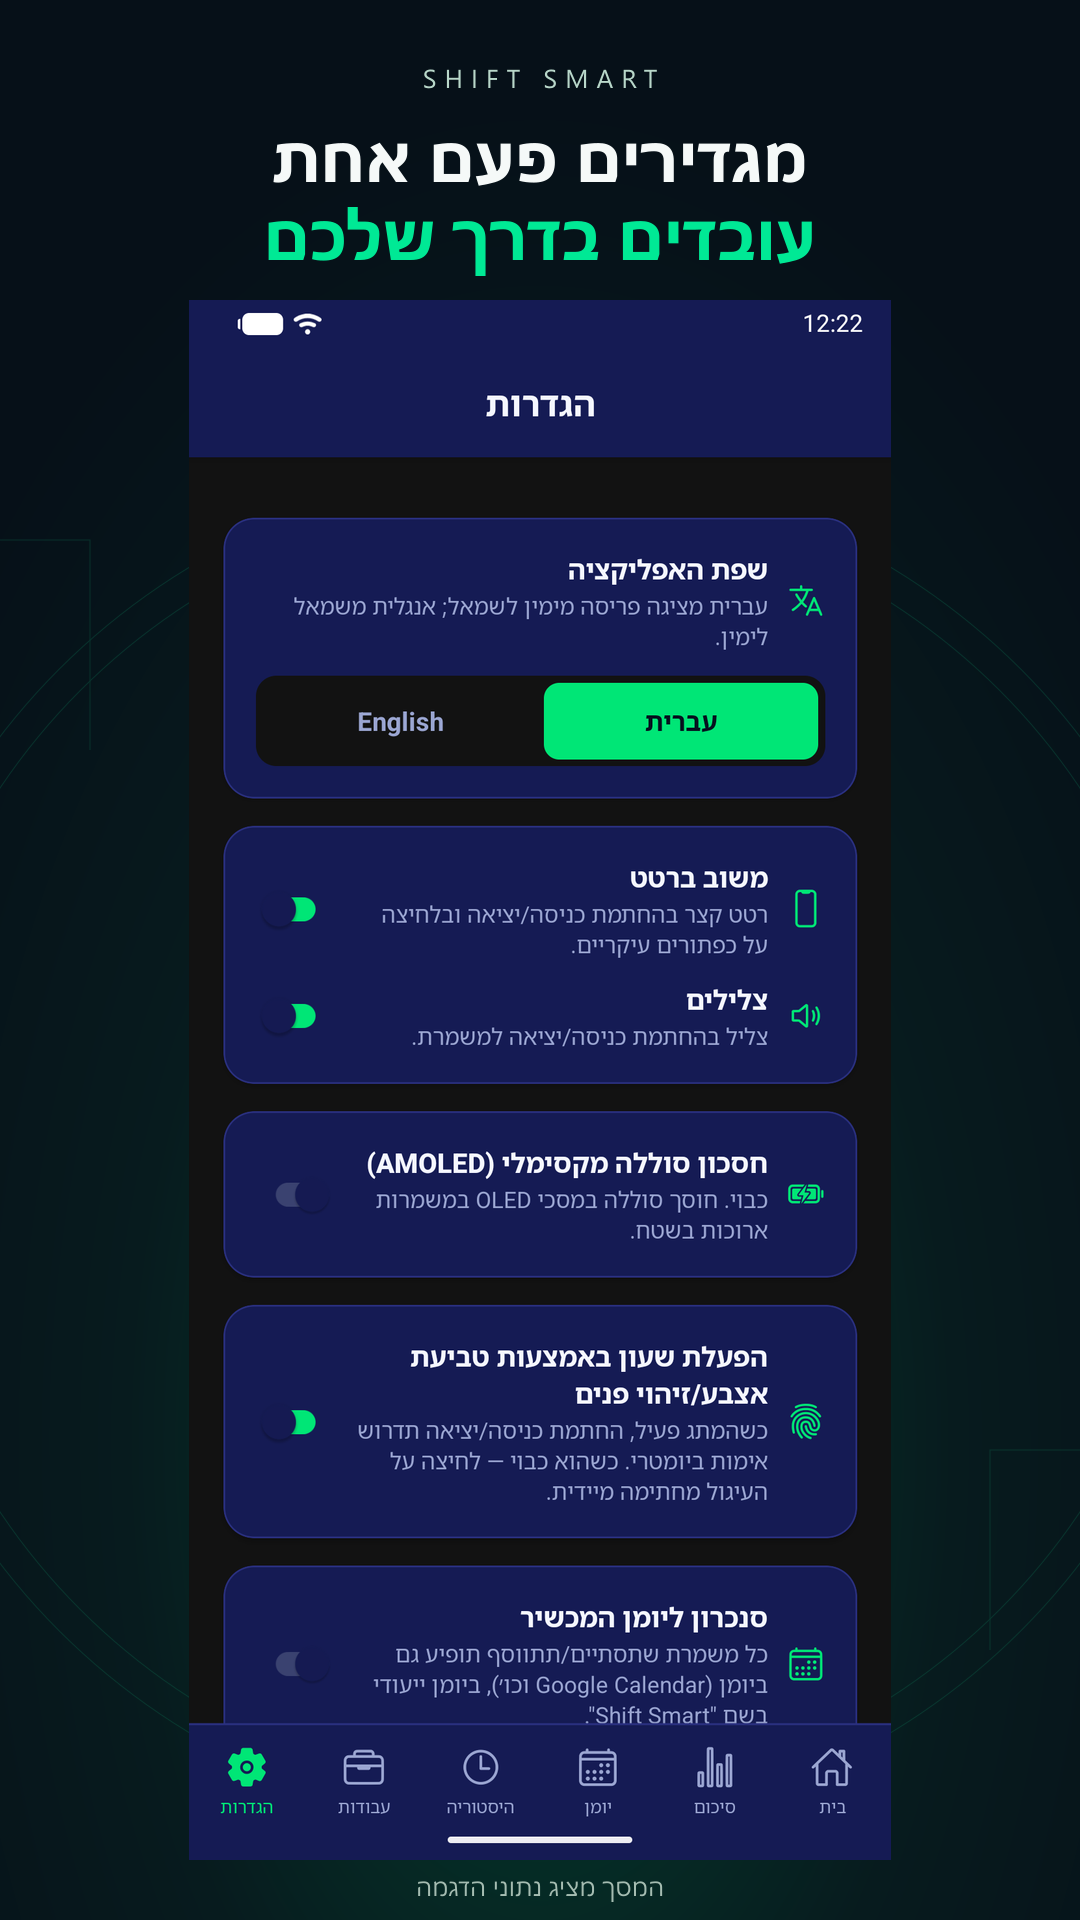 SHIFT SMART
מגדירים פעם אחת
עובדים בדרך שלכם
12:22
הגדרות
שפת האפליקציה
עברית מציגה פריסה מימין לשמאל; אנגלית משמאל
לימין.
עברית
English
משוב ברטט
רטט קצר בהחתמת כניסה/יציאה ובלחיצה
על כפתורים עיקריים.
צלילים
צליל בהחתמת כניסה/יציאה למשמרת.
חסכון סוללה מקסימלי (AMOLED)
כבוי. חוסך סוללה במסכי OLED במשמרות
ארוכות בשטח.
הפעלת שעון באמצעות טביעת
אצבע/זיהוי פנים
כשהמתג פעיל, החתמת כניסה/יציאה תדרוש
אימות ביומטרי. כשהוא כבוי — לחיצה על
העיגול מחתימה מיידית.
סנכרון ליומן המכשיר
כל משמרת שתסתיים/תתווסף תופיע גם
ביומן (Google Calendar וכו׳), ביומן ייעודי
בשם "Shift Smart".
בית
סיכום
יומן
היסטוריה
עבודות
הגדרות
המסך מציג נתוני הדגמה